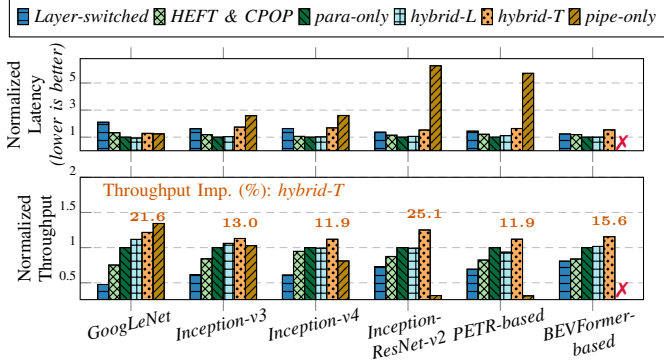 Layer-switched HEFT & CPOP para-only hybrid-L hybrid-T pipe-only
Normalized
Latency
(lower is better)
5
3
1
Normalized
Throughput
2
1.5
1
0.5
Throughput Imp. (%): hybrid-T
21.6 13.0 11.9 25.1 11.9 15.6
✗
✗
GoogLeNet Inception-v3 Inception-v4 Inception-ResNet-v2 PETR-based BEVFormer-based